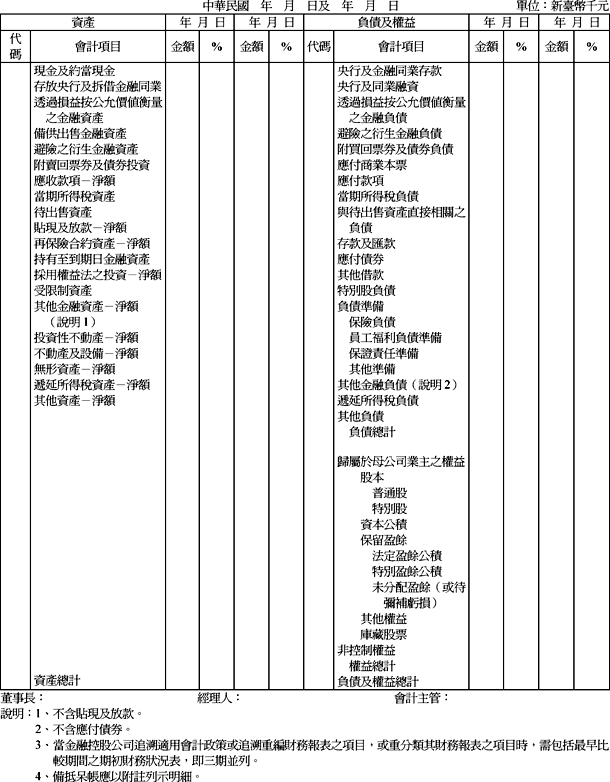 中華民國　年　月　日及　年　月　日　單位：新臺幣千元
資產　年 月 日　年 月 日　負債及權益　年 月 日　年 月 日
代碼　會計項目　金額　%　金額　%　代碼　會計項目　金額　%　金額　%
現金及約當現金　央行及金融同業存款
存放央行及拆借金融同業　央行及同業融資
透過損益按公允價值衡量　透過損益按公允價值衡量
之金融資產　之金融負債
備供出售金融資產　避險之衍生金融負債
避險之衍生金融資產　附買回票券及債券負債
附賣回票券及債券投資　應付商業本票
應收款項－淨額　應付款項
當期所得稅資產　當期所得稅負債
待出售資產　與待出售資產直接相關之
貼現及放款－淨額　負債
再保險合約資產－淨額　存款及匯款
持有至到期日金融資產　應付債券
採用權益法之投資－淨額　其他借款
受限制資產　特別股負債
其他金融資產－淨額　負債準備
（說明1）　保險負債
投資性不動產－淨額　員工福利負債準備
不動產及設備－淨額　保證責任準備
無形資產－淨額　其他準備
遞延所得稅資產－淨額　其他金融負債（說明2）
其他資產－淨額　遞延所得稅負債
其他負債
負債總計
歸屬於母公司業主之權益
股本
普通股
特別股
資本公積
保留盈餘
法定盈餘公積
特別盈餘公積
未分配盈餘（或待
彌補虧損）
其他權益
庫藏股票
非控制權益
權益總計
資產總計　負債及權益總計
董事長：　經理人：　會計主管：
說明：1、不含貼現及放款。
2、不含應付債券。
3、當金融控股公司追溯適用會計政策或追溯重編財務報表之項目，或重分類其財務報表之項目時，需包括最早比
較期間之期初財務狀況表，即三期並列。
4、備抵呆帳應以附註列示明細。